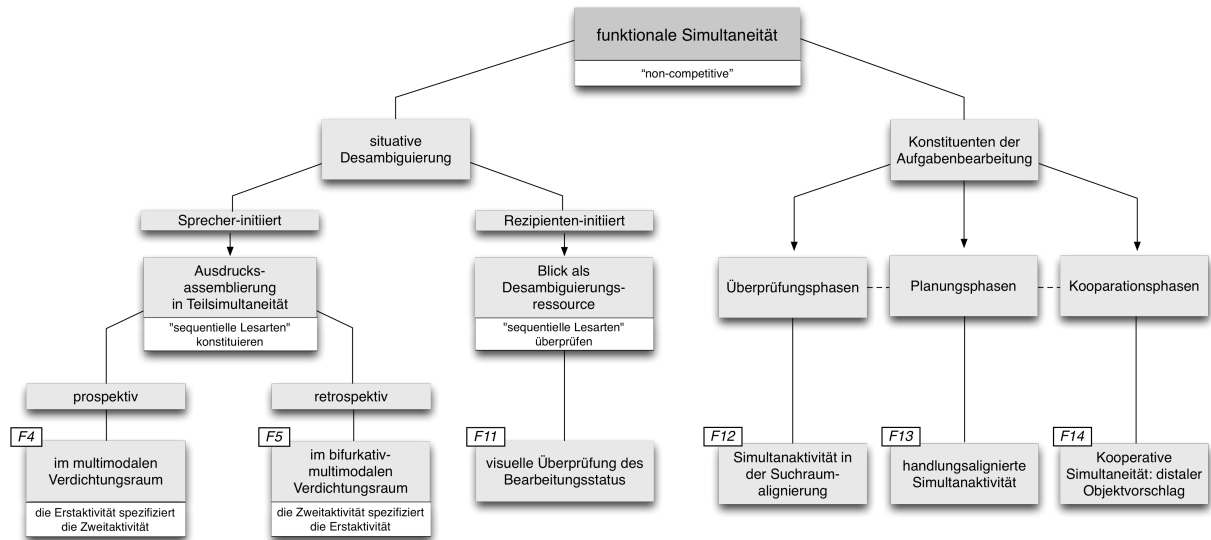 funktionale Simultaneität
“non-competitive”
situative
Desambiguierung
Konstituenten der
Aufgabenbearbeitung
Sprecher-initiiert
Rezipienten-initiiert
Ausdrucks-
assemblierung
in Teilsimultaneität
"sequentielle Lesarten"
konstituieren
Blick als
Desambiguierungs-
ressource
"sequentielle Lesarten"
überprüfen
Überprüfungsphasen
Planungsphasen
Kooparationsphasen
prospektiv
retrospektiv
F4
im multimodalen
Verdichtungsraum
die Erstaktivität spezifiziert
die Zweitaktivität
F5
im bifurkativ-
multimodalen
Verdichtungsraum
die Zweitaktivität spezifiziert
die Erstaktivität
F11
visuelle Überprüfung des
Bearbeitungsstatus
F12
Simultanaktivität in
der Suchraum-
alignierung
F13
handlungsalignierte
Simultanaktivität
F14
Kooperative
Simultaneität: distaler
Objektvorschlag